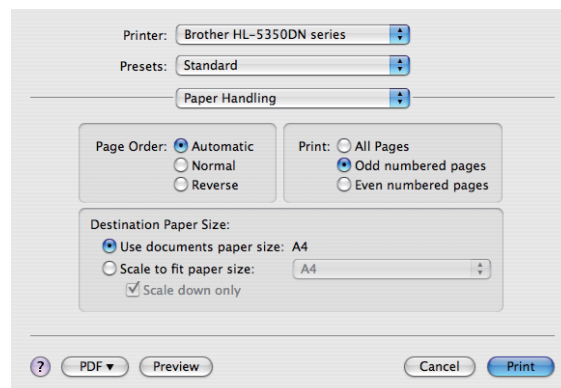 Printer: Brother HL-5350DN series
Presets: Standard
Paper Handling
Page Order: Automatic
Normal
Reverse
Print: All Pages
Odd numbered pages
Even numbered pages
Destination Paper Size:
Use documents paper size: A4
Scale to fit paper size: A4
Scale down only
? PDF▼ Preview Cancel Print